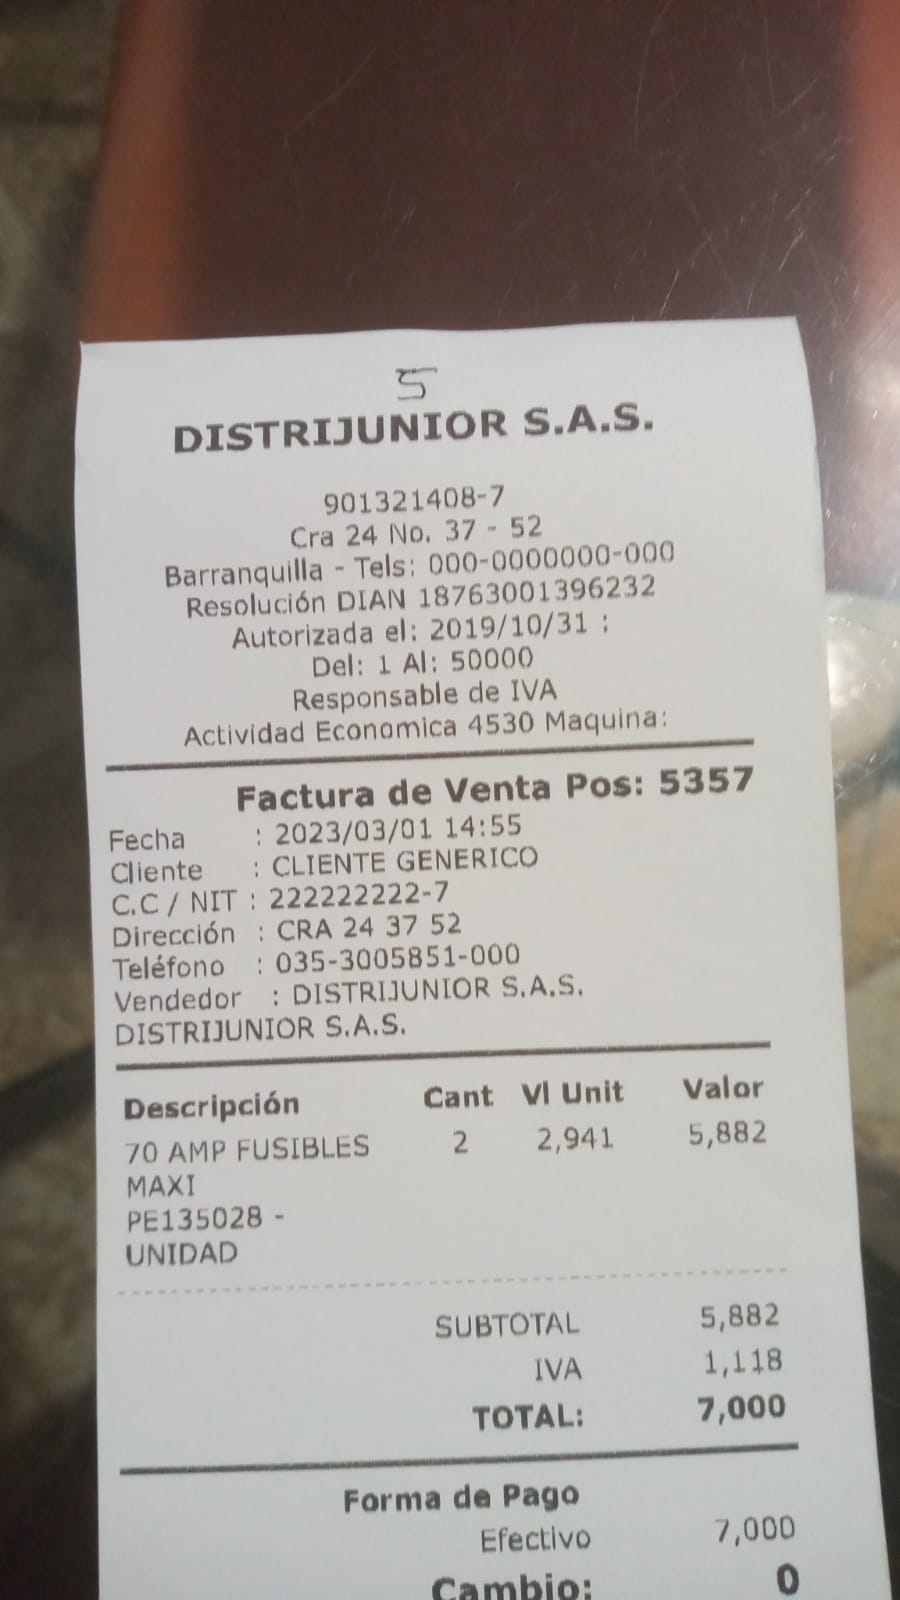 5
DISTRIJUNIOR S.A.S.
901321408-7
Cra 24 No. 37 - 52
Barranquilla - Tels: 000-0000000-000
Resolución DIAN 18763001396232
Autorizada el: 2019/10/31 :
Del: 1 Al: 50000
Responsable de IVA
Actividad Economica 4530 Maquina:
Factura de Venta Pos: 5357
Fecha : 2023/03/01 14:55
Cliente : CLIENTE GENERICO
C.C / NIT : 222222222-7
Dirección : CRA 24 37 52
Teléfono : 035-3005851-000
Vendedor : DISTRIJUNIOR S.A.S.
DISTRIJUNIOR S.A.S.
Descripción Cant Vl Unit Valor
70 AMP FUSIBLES 2 2,941 5,882
MAXI
PE135028 -
UNIDAD
SUBTOTAL 5,882
IVA 1,118
TOTAL: 7,000
Forma de Pago
Efectivo 7,000
Cambio: 0